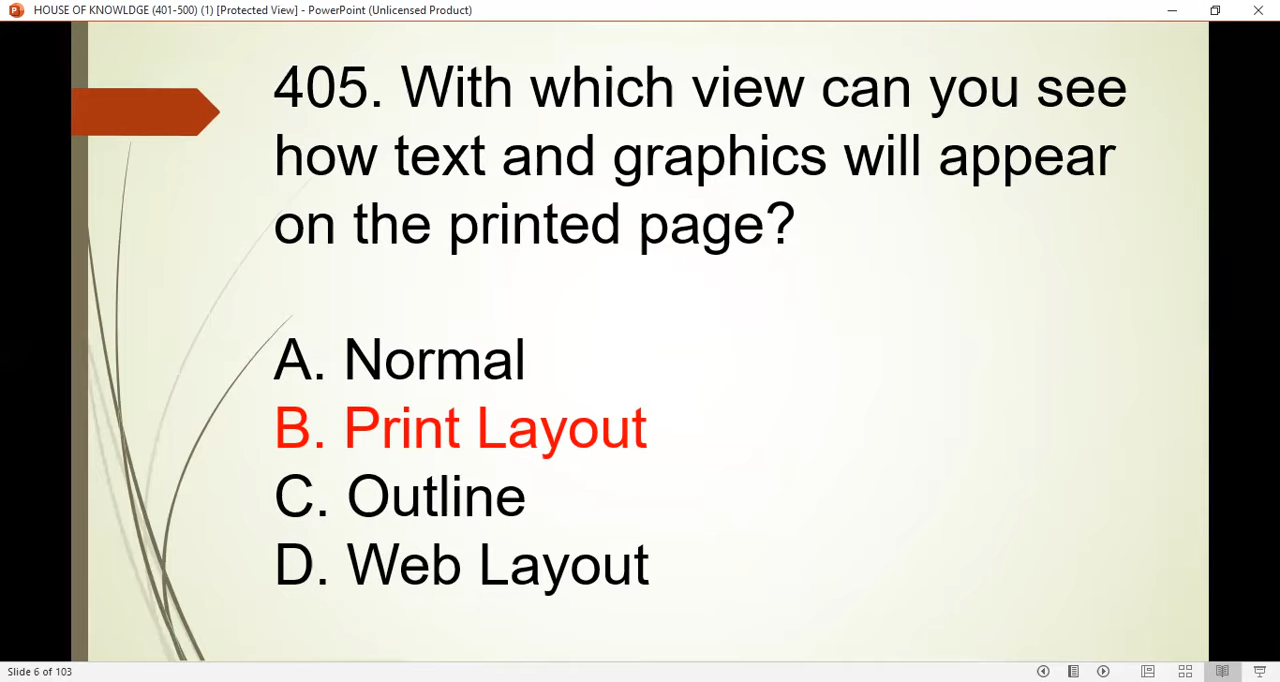 HOUSE OF KNOWLDGE (401-500) (1) [Protected View] - PowerPoint (Unlicensed Product)
405. With which view can you see
how text and graphics will appear
on the printed page?
A. Normal
B. Print Layout
C. Outline
D. Web Layout
Slide 6 of 103